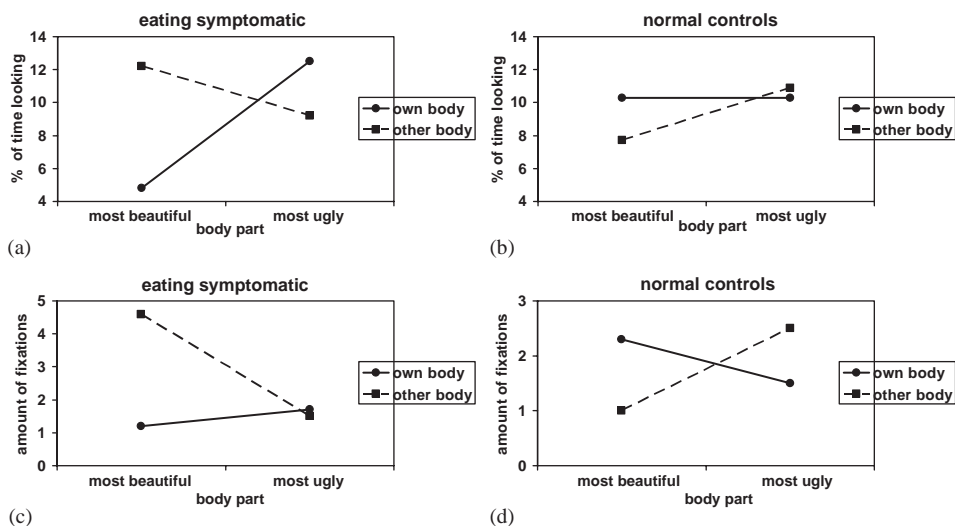 eating symptomatic
14
12
10
8
6
4
% of time looking
own body
other body
most beautiful
most ugly
body part
(a)
normal controls
14
12
10
8
6
4
% of time looking
own body
other body
most beautiful
most ugly
body part
(b)
eating symptomatic
5
4
3
2
1
0
amount of fixations
own body
other body
most beautiful
most ugly
body part
(c)
normal controls
3
2
1
0
amount of fixations
own body
other body
most beautiful
most ugly
body part
(d)